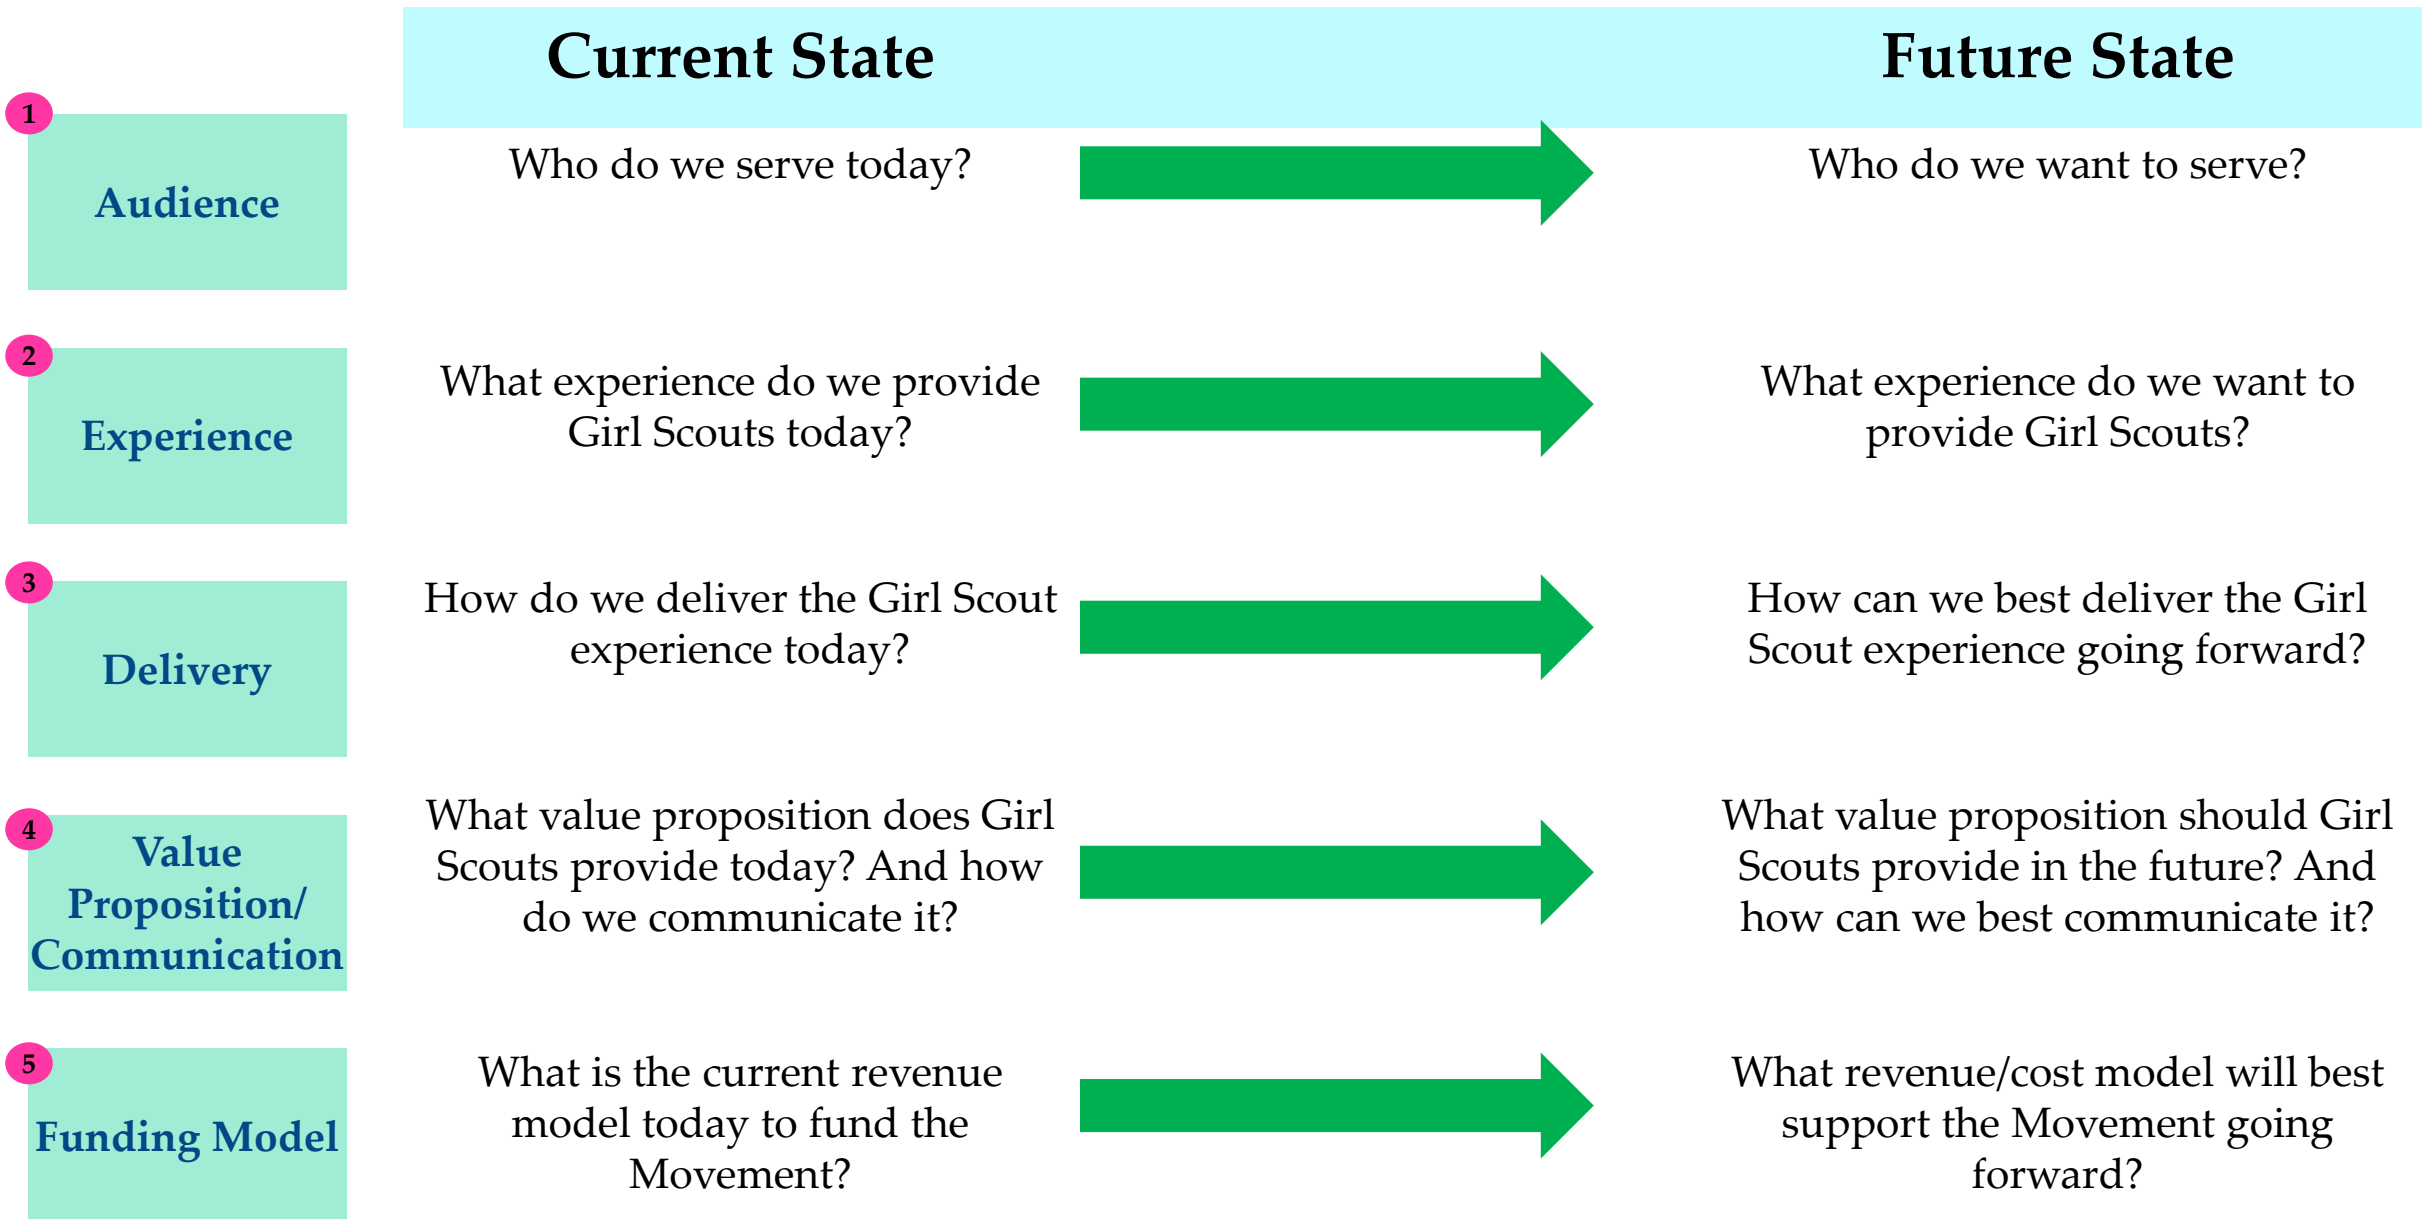 Current State
Future State
1
Audience
Who do we serve today?
Who do we want to serve?
2
Experience
What experience do we provide
Girl Scouts today?
What experience do we want to
provide Girl Scouts?
3
Delivery
How do we deliver the Girl Scout
experience today?
How can we best deliver the Girl
Scout experience going forward?
4
Value
Proposition/
Communication
What value proposition does Girl
Scouts provide today? And how
do we communicate it?
What value proposition should Girl
Scouts provide in the future? And
how can we best communicate it?
5
Funding Model
What is the current revenue
model today to fund the
Movement?
What revenue/cost model will best
support the Movement going
forward?